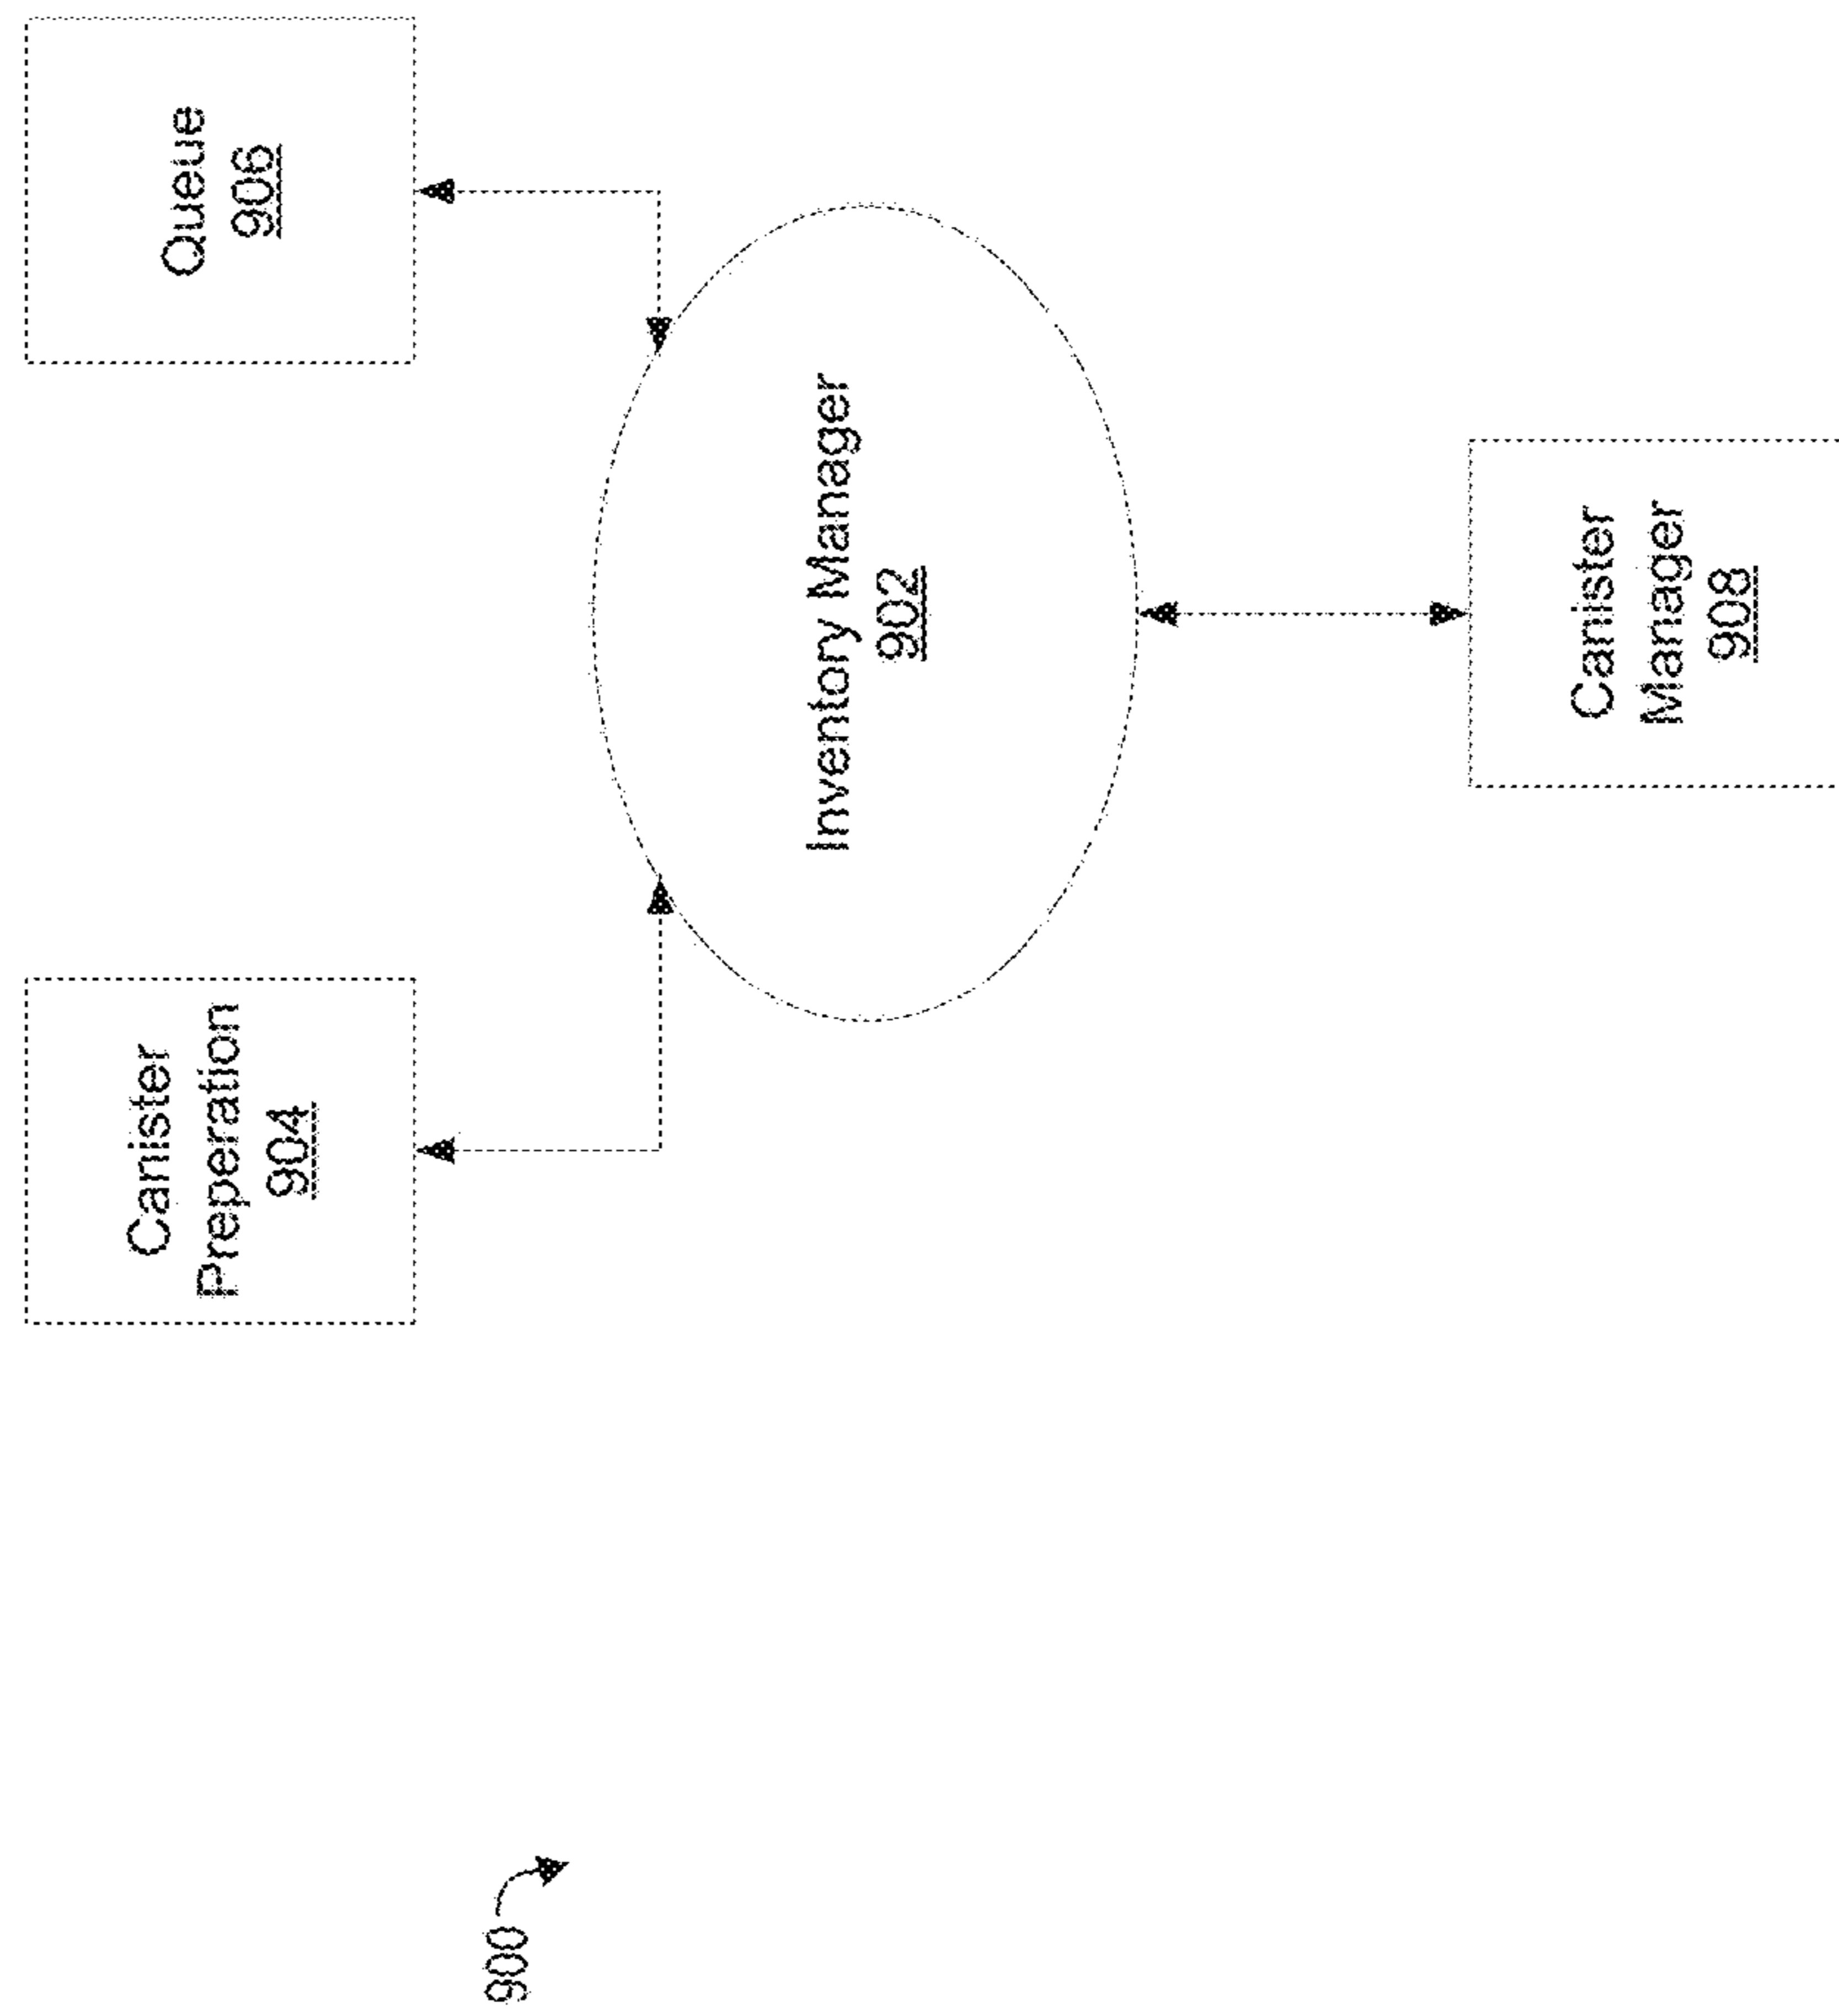 900
Canister
Preperation
904
Queue
906
Inventory Manager
902
Canister
Manager
908